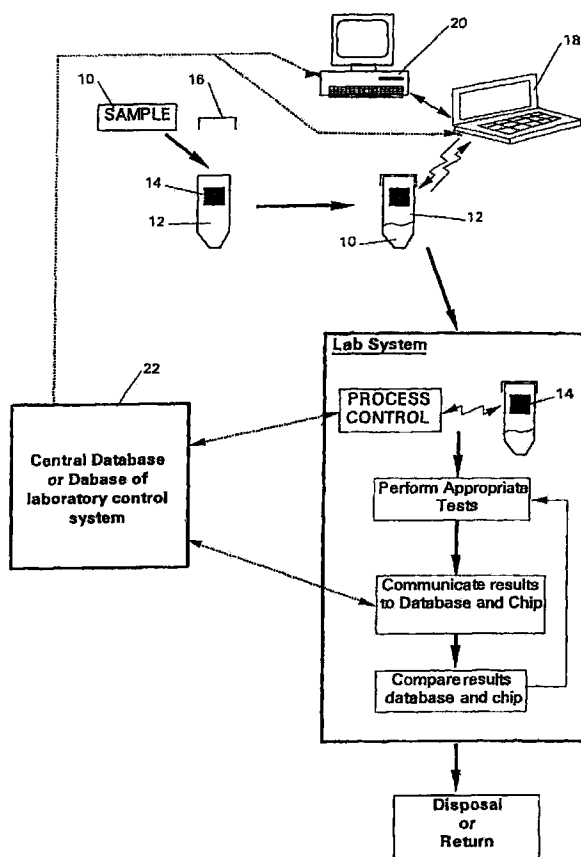 20
18
10
16
SAMPLE
14
12
12
10
Lab System
22
PROCESS
CONTROL
14
Central Database
or Dabase of
laboratory control
system
Perform Appropriate
Tests
Communicate results
to Database and Chip
Compare results
database and chip
Disposal
or
Return